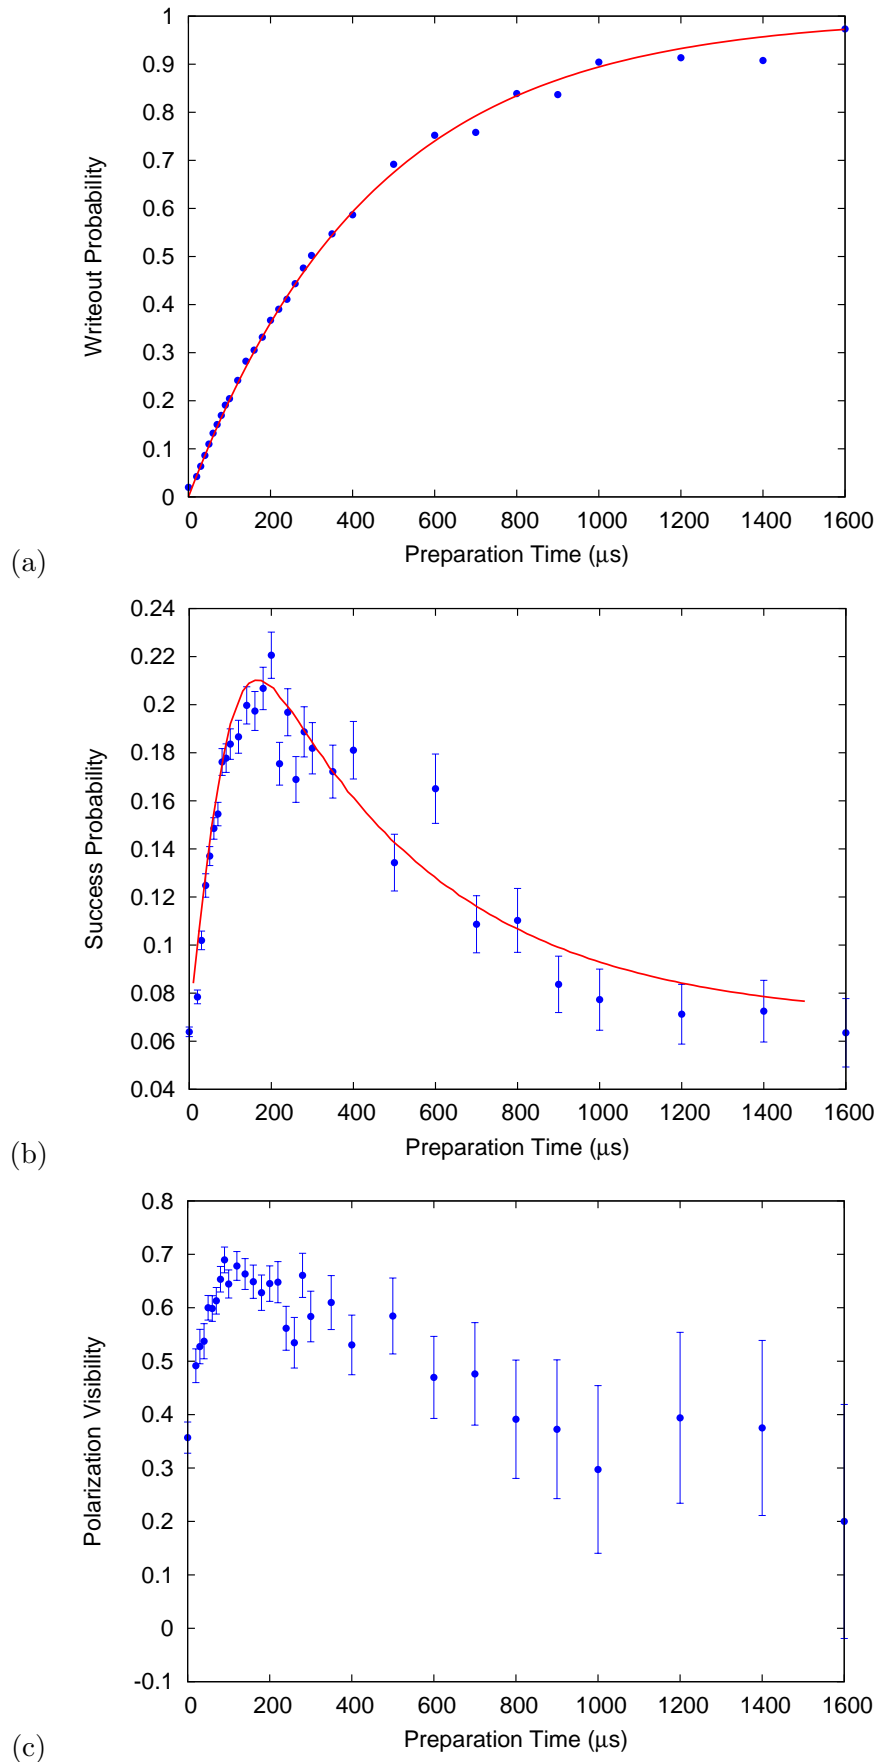 1
0.9
0.8
0.7
0.6
0.5
0.4
0.3
0.2
0.1
0
0 200 400 600 800 1000 1200 1400 1600
Writeout Probability
Preparation Time (μs)
(a)
0.24
0.22
0.2
0.18
0.16
0.14
0.12
0.1
0.08
0.06
0.04
0 200 400 600 800 1000 1200 1400 1600
Success Probability
Preparation Time (μs)
(b)
0.8
0.7
0.6
0.5
0.4
0.3
0.2
0.1
0
-0.1
0 200 400 600 800 1000 1200 1400 1600
Polarization Visibility
Preparation Time (μs)
(c)